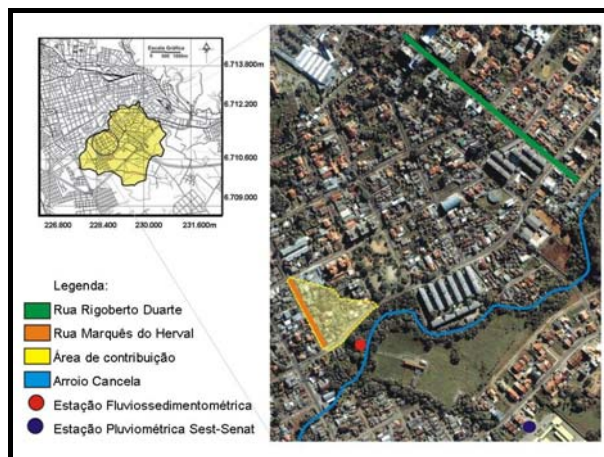 Escala Gráfica
6.713.800m
6.712.200
6.710.600
6.709.000
226.800
228.400
230.000
231.600m
Legenda:
Rua Rigoberto Duarte
Rua Marquês do Herval
Área de contribuição
Arroio Cancela
Estação Fluviossedimentométrica
Estação Pluviométrica Sest-Senat